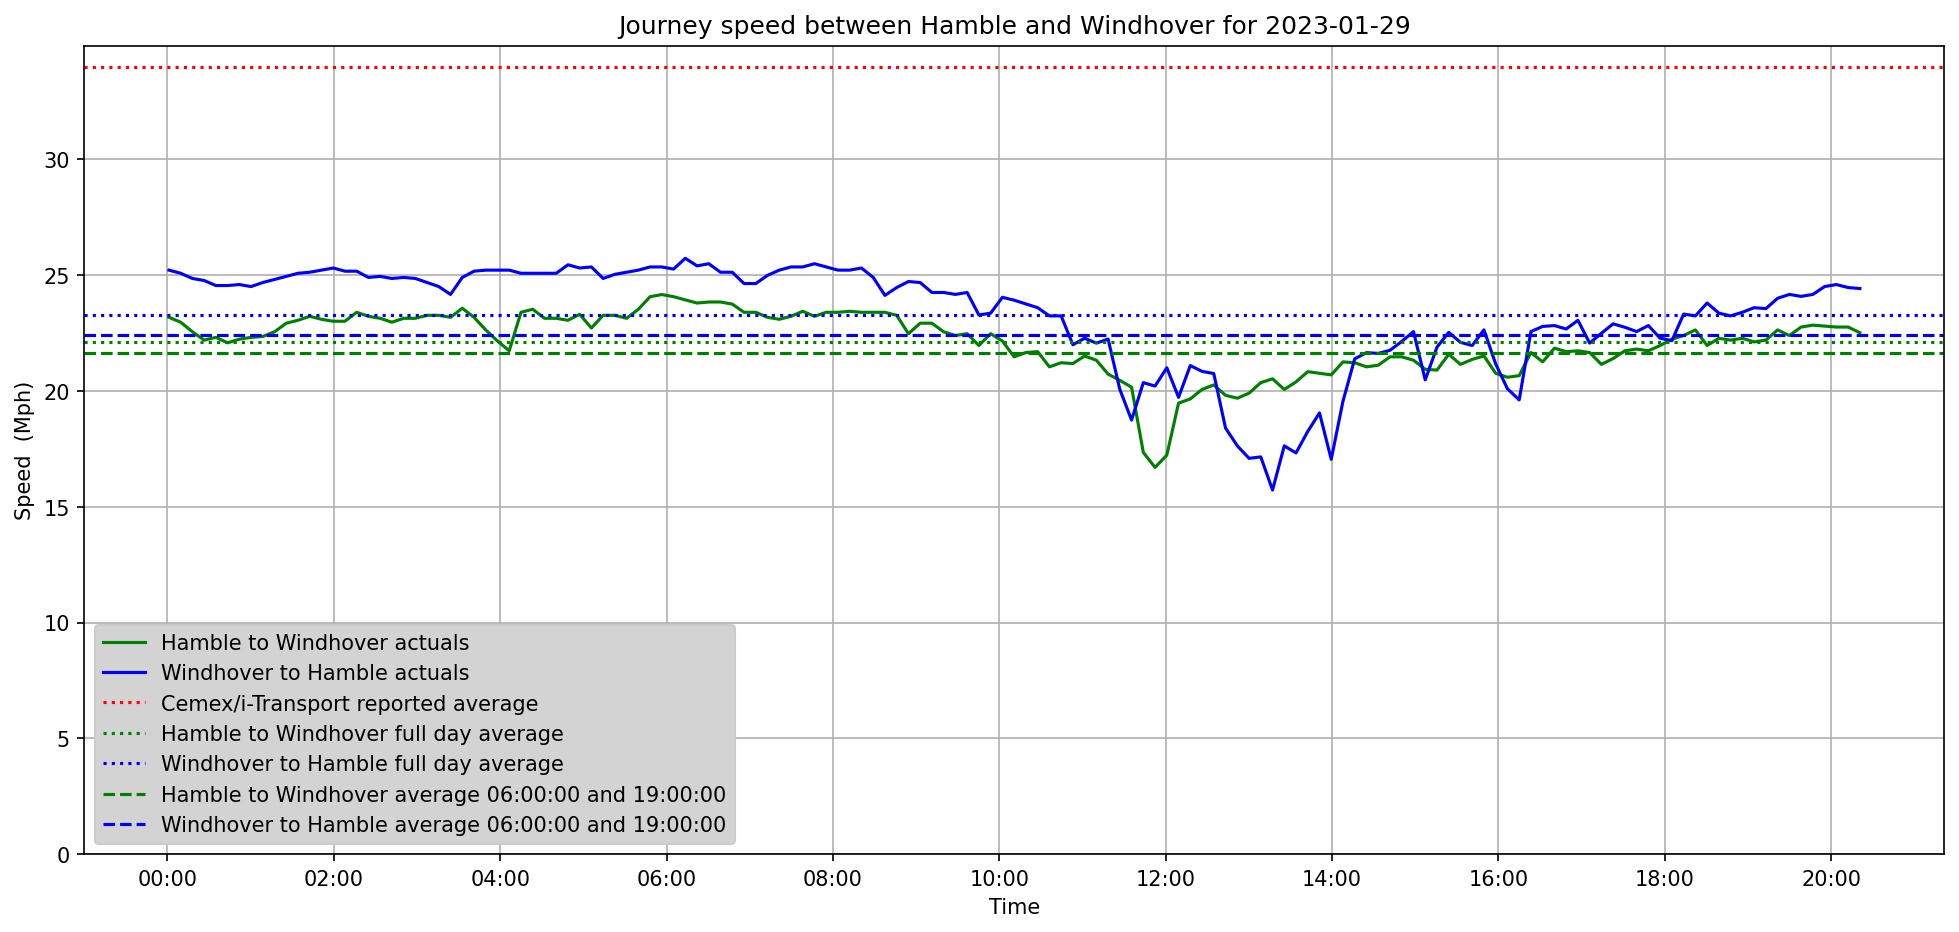 Journey speed between Hamble and Windhover for 2023-01-29
Speed (Mph)
30
25
20
15
10
5
0
Hamble to Windhover actuals
Windhover to Hamble actuals
Cemex/i-Transport reported average
Hamble to Windhover full day average
Windhover to Hamble full day average
Hamble to Windhover average 06:00:00 and 19:00:00
Windhover to Hamble average 06:00:00 and 19:00:00
00:00 02:00 04:00 06:00 08:00 10:00 12:00 14:00 16:00 18:00 20:00
Time